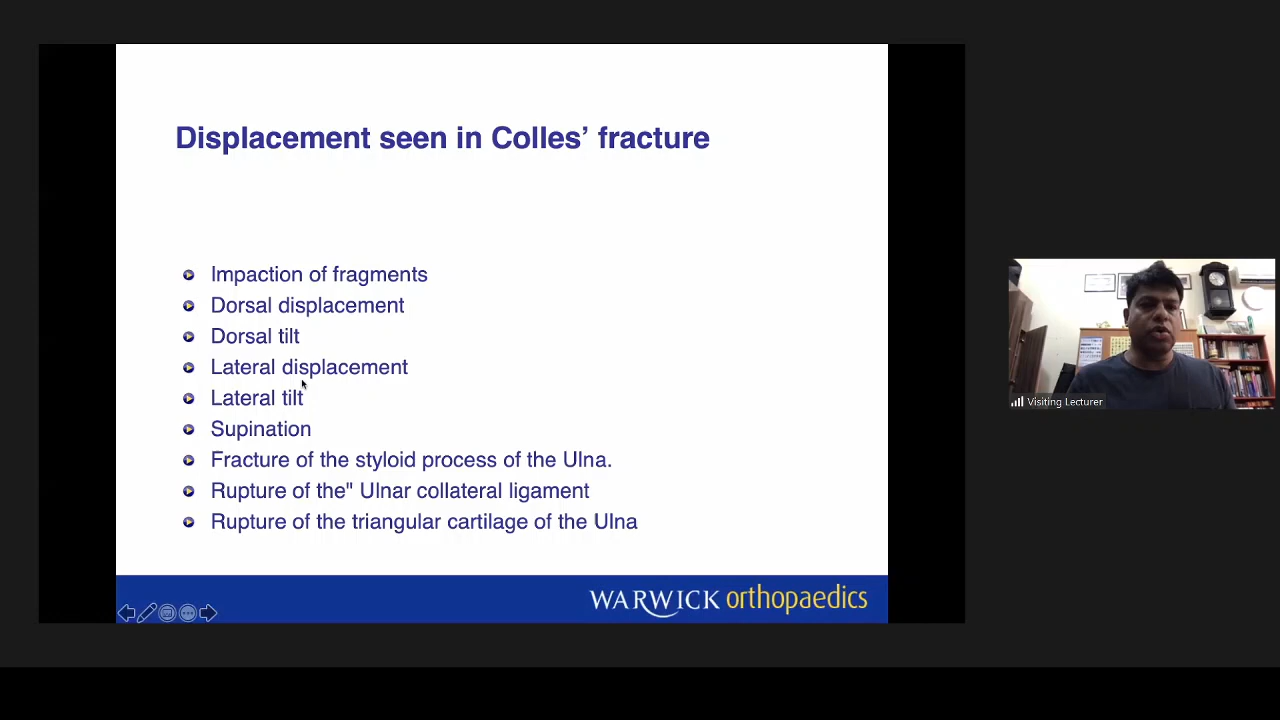 Displacement seen in Colles’ fracture
Impaction of fragments
Dorsal displacement
Dorsal tilt
Lateral displacement
Lateral tilt
Supination
Fracture of the styloid process of the Ulna.
Rupture of the" Ulnar collateral ligament
Rupture of the triangular cartilage of the Ulna
WARWICK orthopaedics
Visiting Lecturer